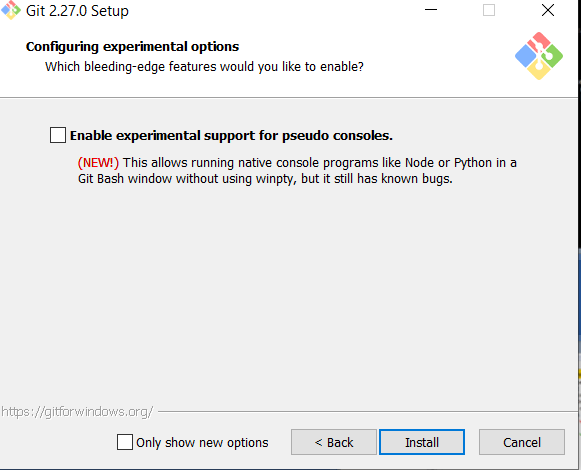 Git 2.27.0 Setup
Configuring experimental options
Which bleeding-edge features would you like to enable?
Enable experimental support for pseudo consoles.
(NEW!) This allows running native console programs like Node or Python in a
Git Bash window without using winpty, but it still has known bugs.
https://gitforwindows.org/
Only show new options
< Back
Install
Cancel